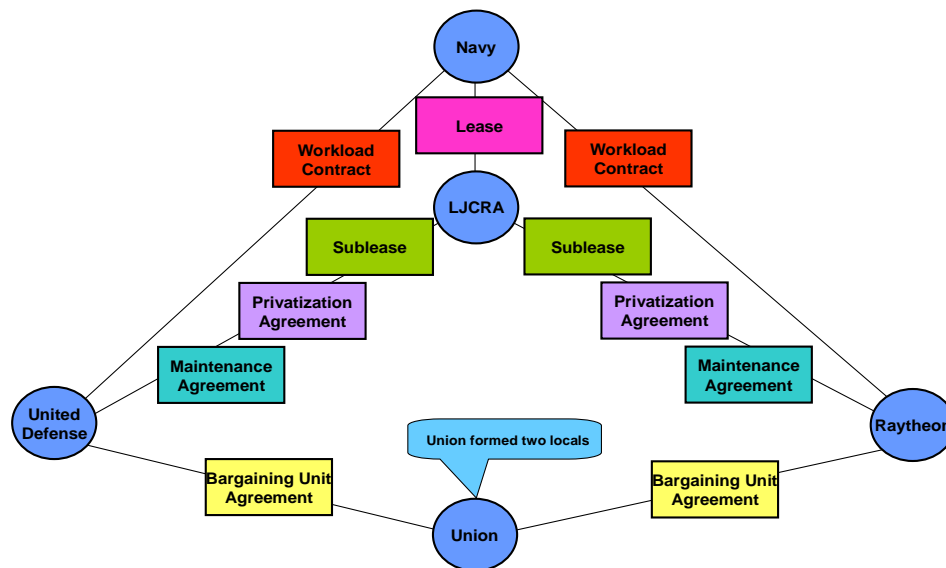 Navy
Lease
Workload
Contract
Workload
Contract
LJCRA
Sublease
Sublease
Privatization
Agreement
Privatization
Agreement
Maintenance
Agreement
Maintenance
Agreement
United
Defense
Raytheon
Union formed two locals
Bargaining Unit
Agreement
Bargaining Unit
Agreement
Union